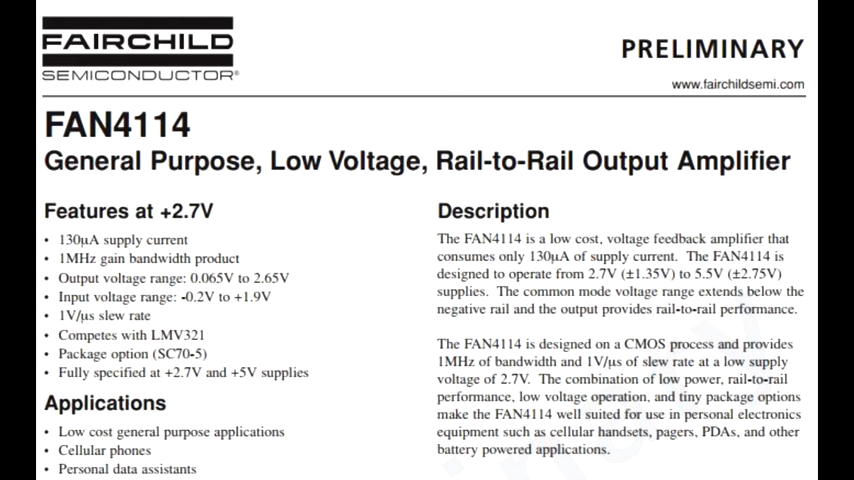 FAIRCHILD
SEMICONDUCTOR®
PRELIMINARY
www.fairchildsemi.com
FAN4114
General Purpose, Low Voltage, Rail-to-Rail Output Amplifier
Features at +2.7V
• 130µA supply current
• 1MHz gain bandwidth product
• Output voltage range: 0.065V to 2.65V
• Input voltage range: -0.2V to +1.9V
• 1V/µs slew rate
• Competes with LMV321
• Package option (SC70-5)
• Fully specified at +2.7V and +5V supplies
Applications
• Low cost general purpose applications
• Cellular phones
• Personal data assistants
Description
The FAN4114 is a low cost, voltage feedback amplifier that
consumes only 130µA of supply current. The FAN4114 is
designed to operate from 2.7V (±1.35V) to 5.5V (±2.75V)
supplies. The common mode voltage range extends below the
negative rail and the output provides rail-to-rail performance.
The FAN4114 is designed on a CMOS process and provides
1MHz of bandwidth and 1V/µs of slew rate at a low supply
voltage of 2.7V. The combination of low power, rail-to-rail
performance, low voltage operation, and tiny package options
make the FAN4114 well suited for use in personal electronics
equipment such as cellular handsets, pagers, PDAs, and other
battery powered applications.